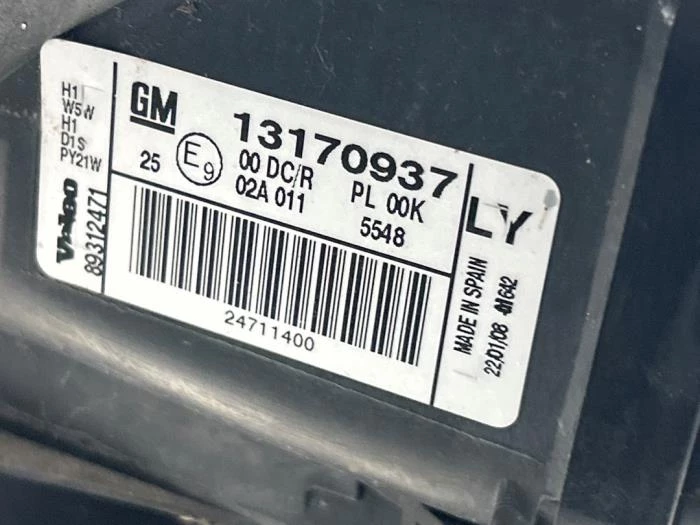 H1
W5W
H1
D1S
PY21W
Valeo
89312471
GM
13170937
25
E9
00 DC/R
PL 00K
02A 011
5548
24711400
LY
MADE IN SPAIN
22/01/08